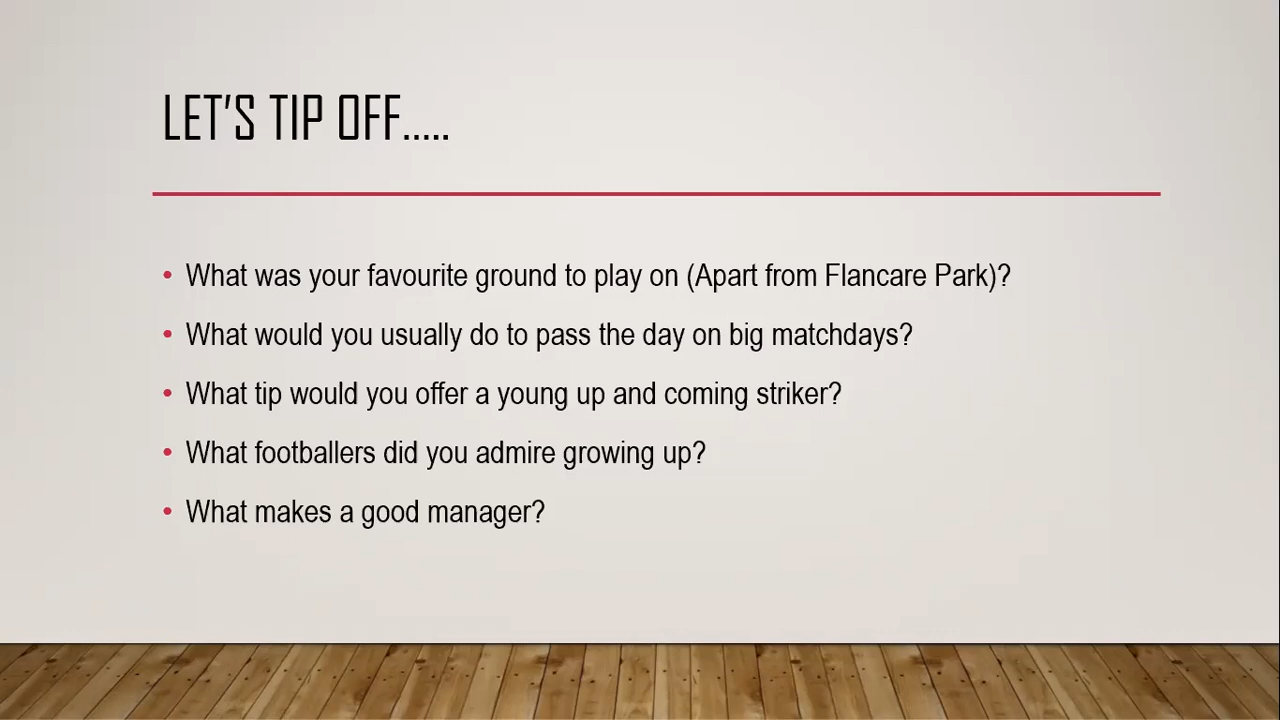 LET'S TIP OFF.....
• What was your favourite ground to play on (Apart from Flancare Park)?
• What would you usually do to pass the day on big matchdays?
• What tip would you offer a young up and coming striker?
• What footballers did you admire growing up?
• What makes a good manager?